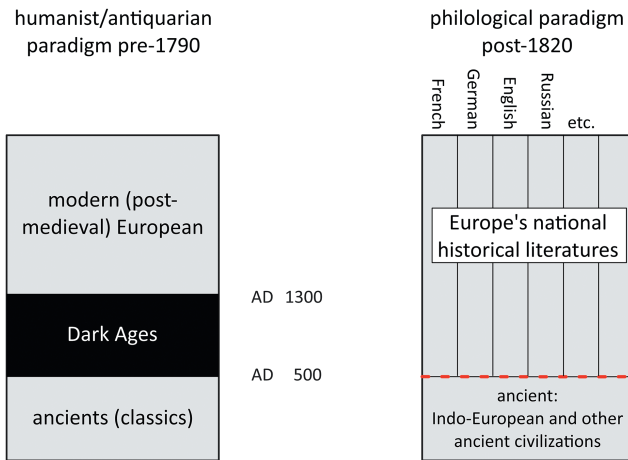 humanist/antiquarian
paradigm pre-1790
modern (post-
medieval) European
Dark Ages
ancients (classics)
AD 1300
AD 500
philological paradigm
post-1820
French
German
English
Russian
etc.
Europe's national
historical literatures
ancient:
Indo-European and other
ancient civilizations